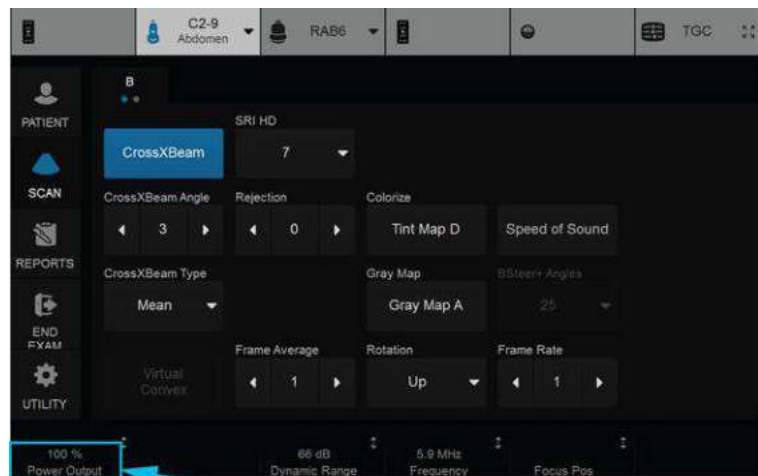 C2-9
Abdomen
RAB6
TGC
B
PATIENT
SRI HD
CrossXBeam
7
SCAN
CrossXBeam Angle
Rejection
Colorize
3
0
Tint Map D
Speed of Sound
REPORTS
CrossXBeam Type
Gray Map
BSteer+ Angles
Mean
Gray Map A
25
END
EXAM
Frame Average
Rotation
Frame Rate
Virtual
Convex
1
Up
1
UTILITY
100 %
66 dB
5.9 MHz
Power Output
Dynamic Range
Frequency
Focus Pos